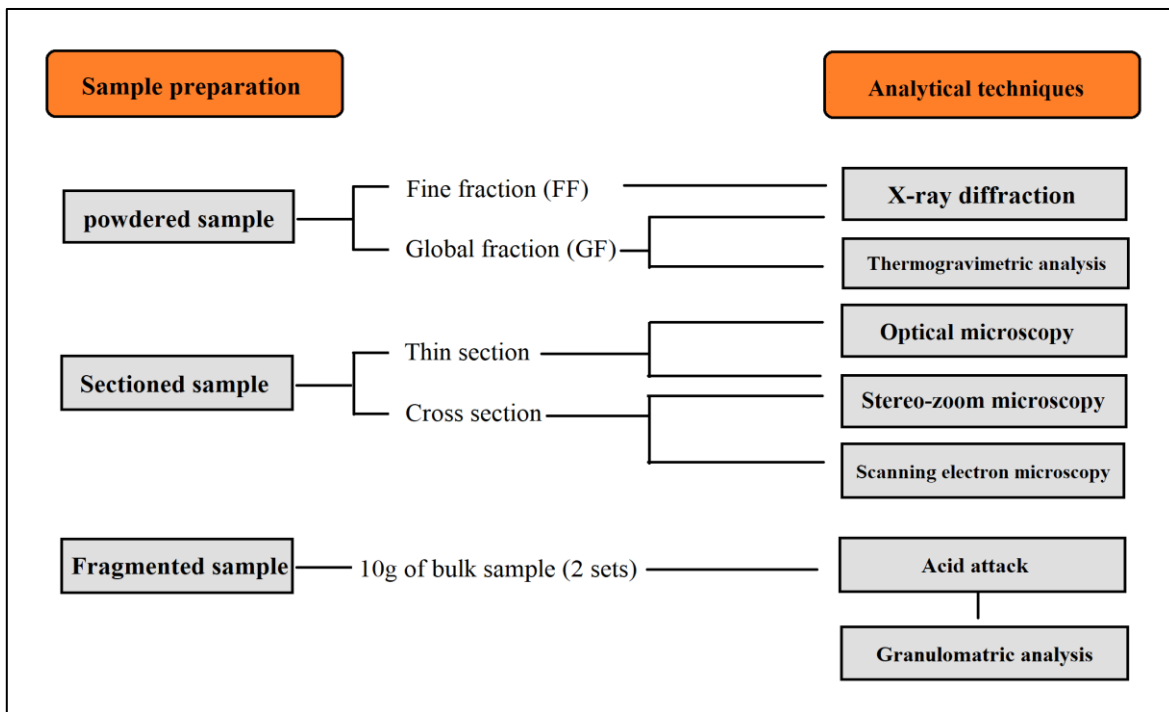 Sample preparation
Analytical techniques
powdered sample
Fine fraction (FF)
Global fraction (GF)
X-ray diffraction
Thermogravimetric analysis
Sectioned sample
Thin section
Cross section
Optical microscopy
Stereo-zoom microscopy
Scanning electron microscopy
Fragmented sample
10g of bulk sample (2 sets)
Acid attack
Granulomatric analysis